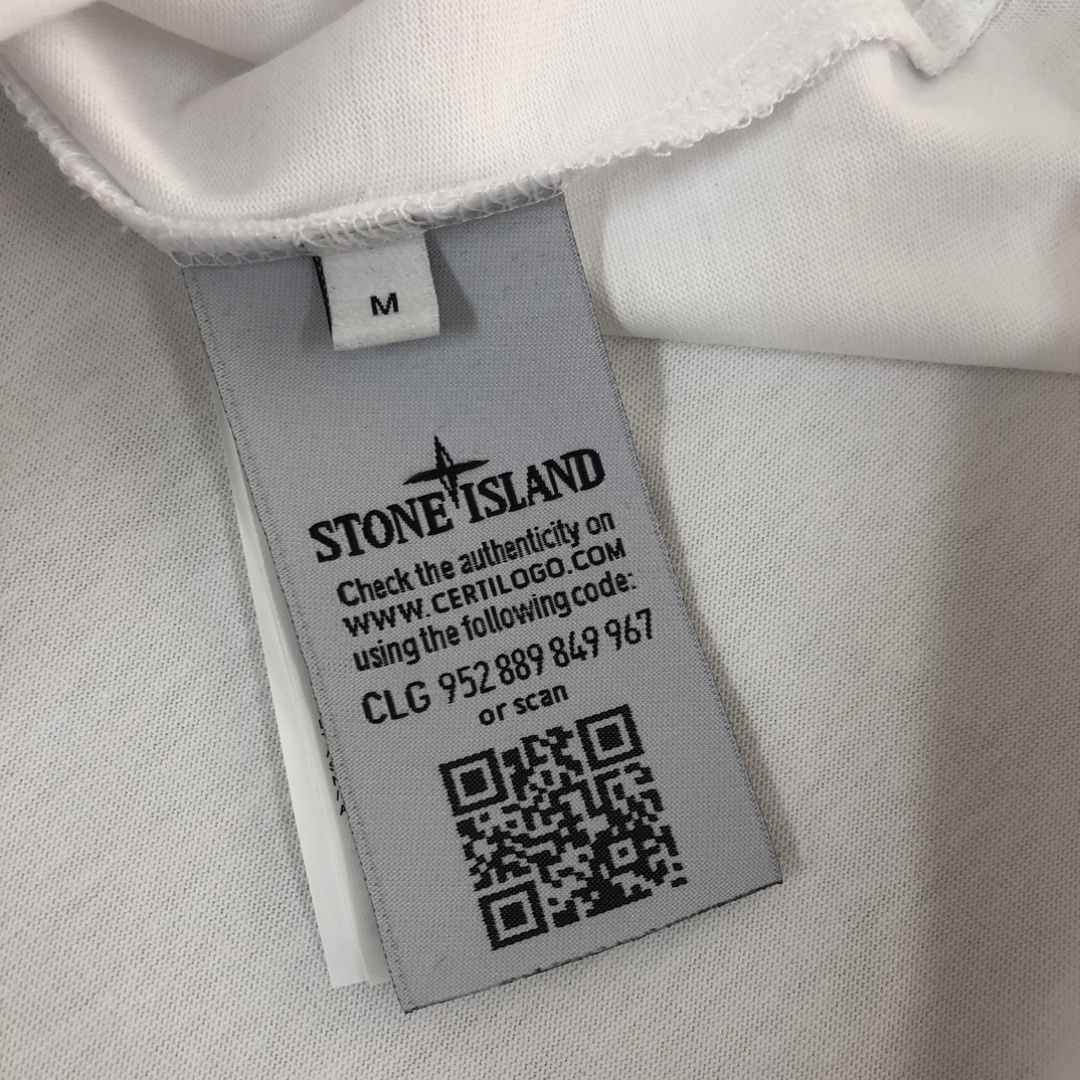 M
STONE ISLAND
Check the authenticity on
WWW.CERTILOGO.COM
using the following code:
CLG 952 889 849 967
or scan